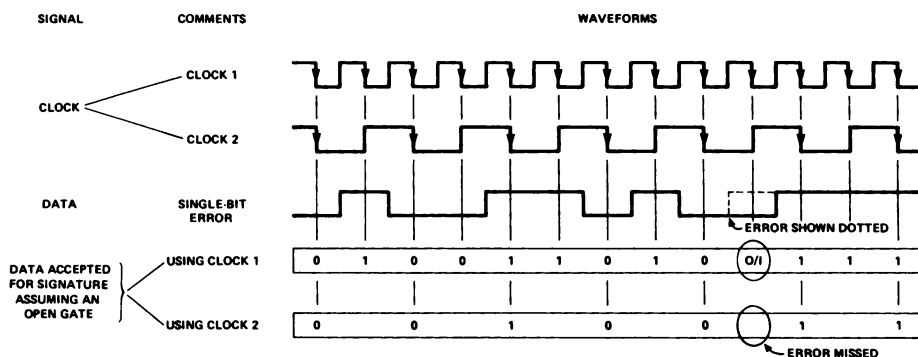 SIGNAL COMMENTS WAVEFORMS
CLOCK 1
CLOCK
CLOCK 2
DATA SINGLE-BIT
ERROR
ERROR SHOWN DOTTED
DATA ACCEPTED
FOR SIGNATURE
ASSUMING AN
OPEN GATE
USING CLOCK 1 0 1 0 0 1 1 0 1 0 O/I 1 1 1
USING CLOCK 2 0 0 1 0 0 1 1
ERROR MISSED